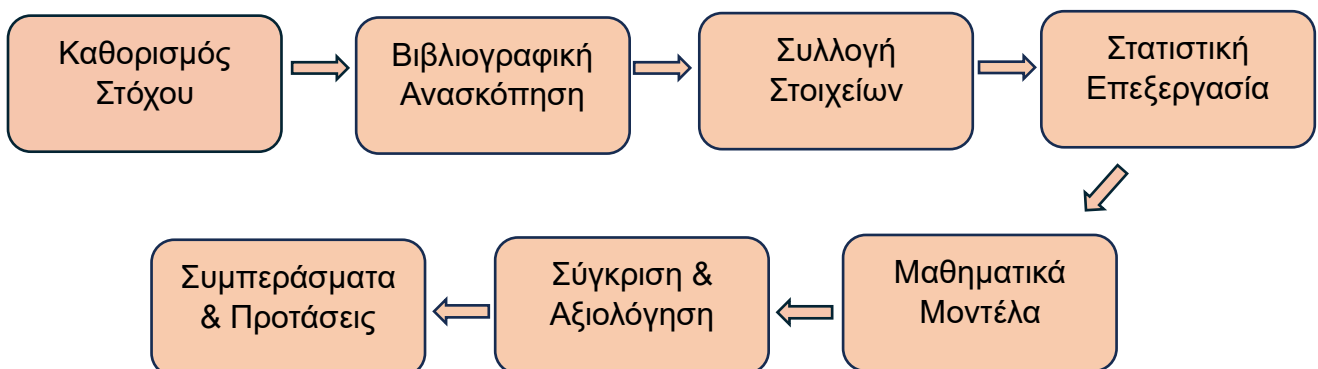 Καθορισμός
Στόχου
Βιβλιογραφική
Ανασκόπηση
Συλλογή
Στοιχείων
Στατιστική
Επεξεργασία
Μαθηματικά
Μοντέλα
Σύγκριση &
Αξιολόγηση
Συμπεράσματα
& Προτάσεις